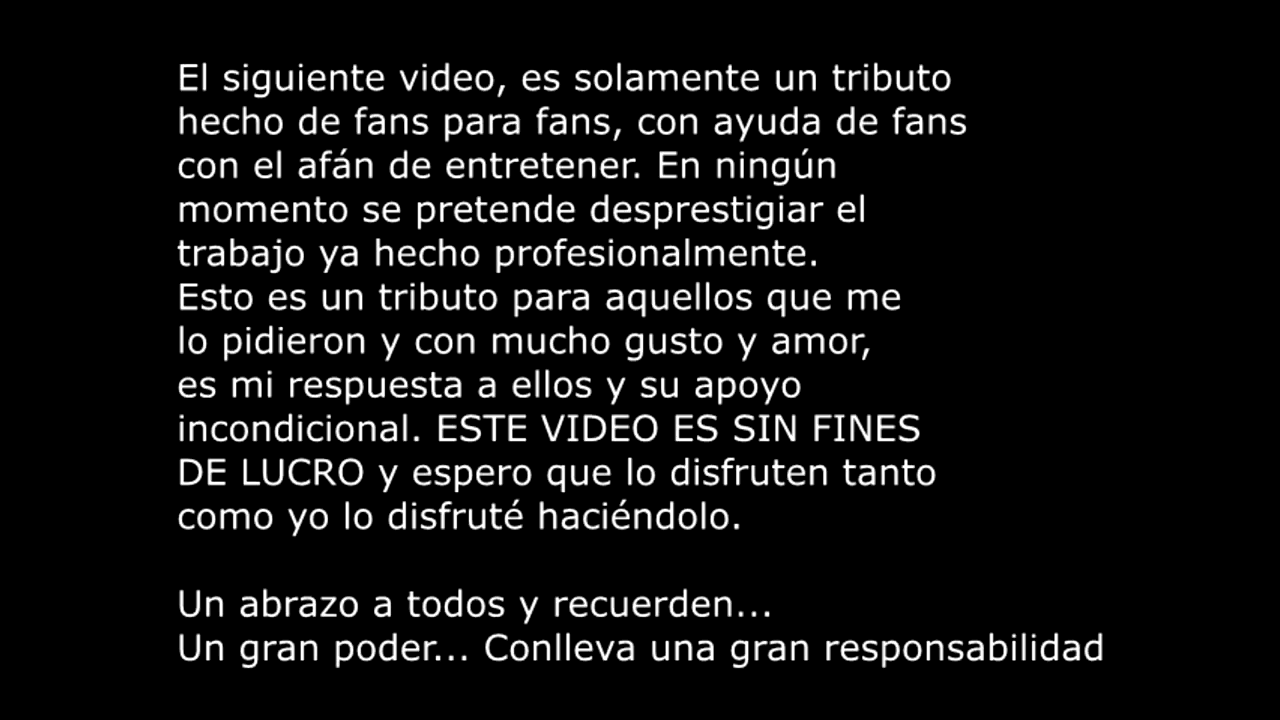 El siguiente video, es solamente un tributo
hecho de fans para fans, con ayuda de fans
con el afán de entretener. En ningún
momento se pretende desprestigiar el
trabajo ya hecho profesionalmente.
Esto es un tributo para aquellos que me
lo pidieron y con mucho gusto y amor,
es mi respuesta a ellos y su apoyo
incondicional. ESTE VIDEO ES SIN FINES
DE LUCRO y espero que lo disfruten tanto
como yo lo disfruté haciéndolo.
Un abrazo a todos y recuerden...
Un gran poder... Conlleva una gran responsabilidad